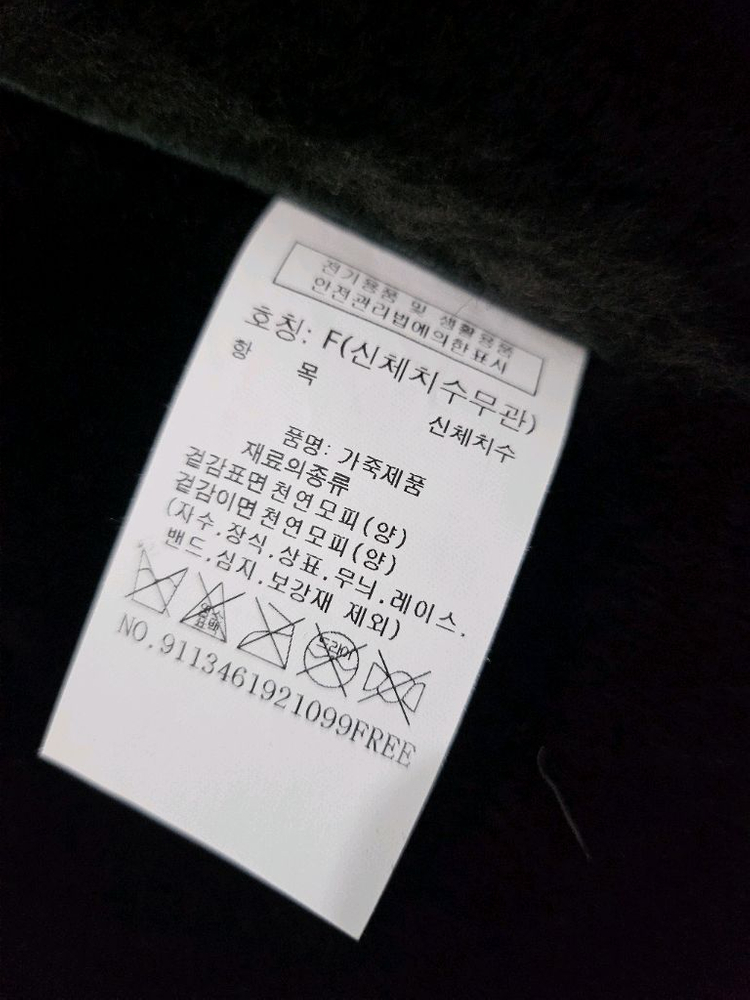 전기용품 및 생활용품
안전관리법에의한표시
호칭: F(신체치수무관)
항 목 신체치수
품명: 가죽제품
재료의종류
겉감표면 천연모피(양)
겉감이면 천연모피(양)
(자수.장식.상표.무늬.레이스.
밴드.심지.보강재 제외)
염소
표백
드라이
NO.9113461921099FREE